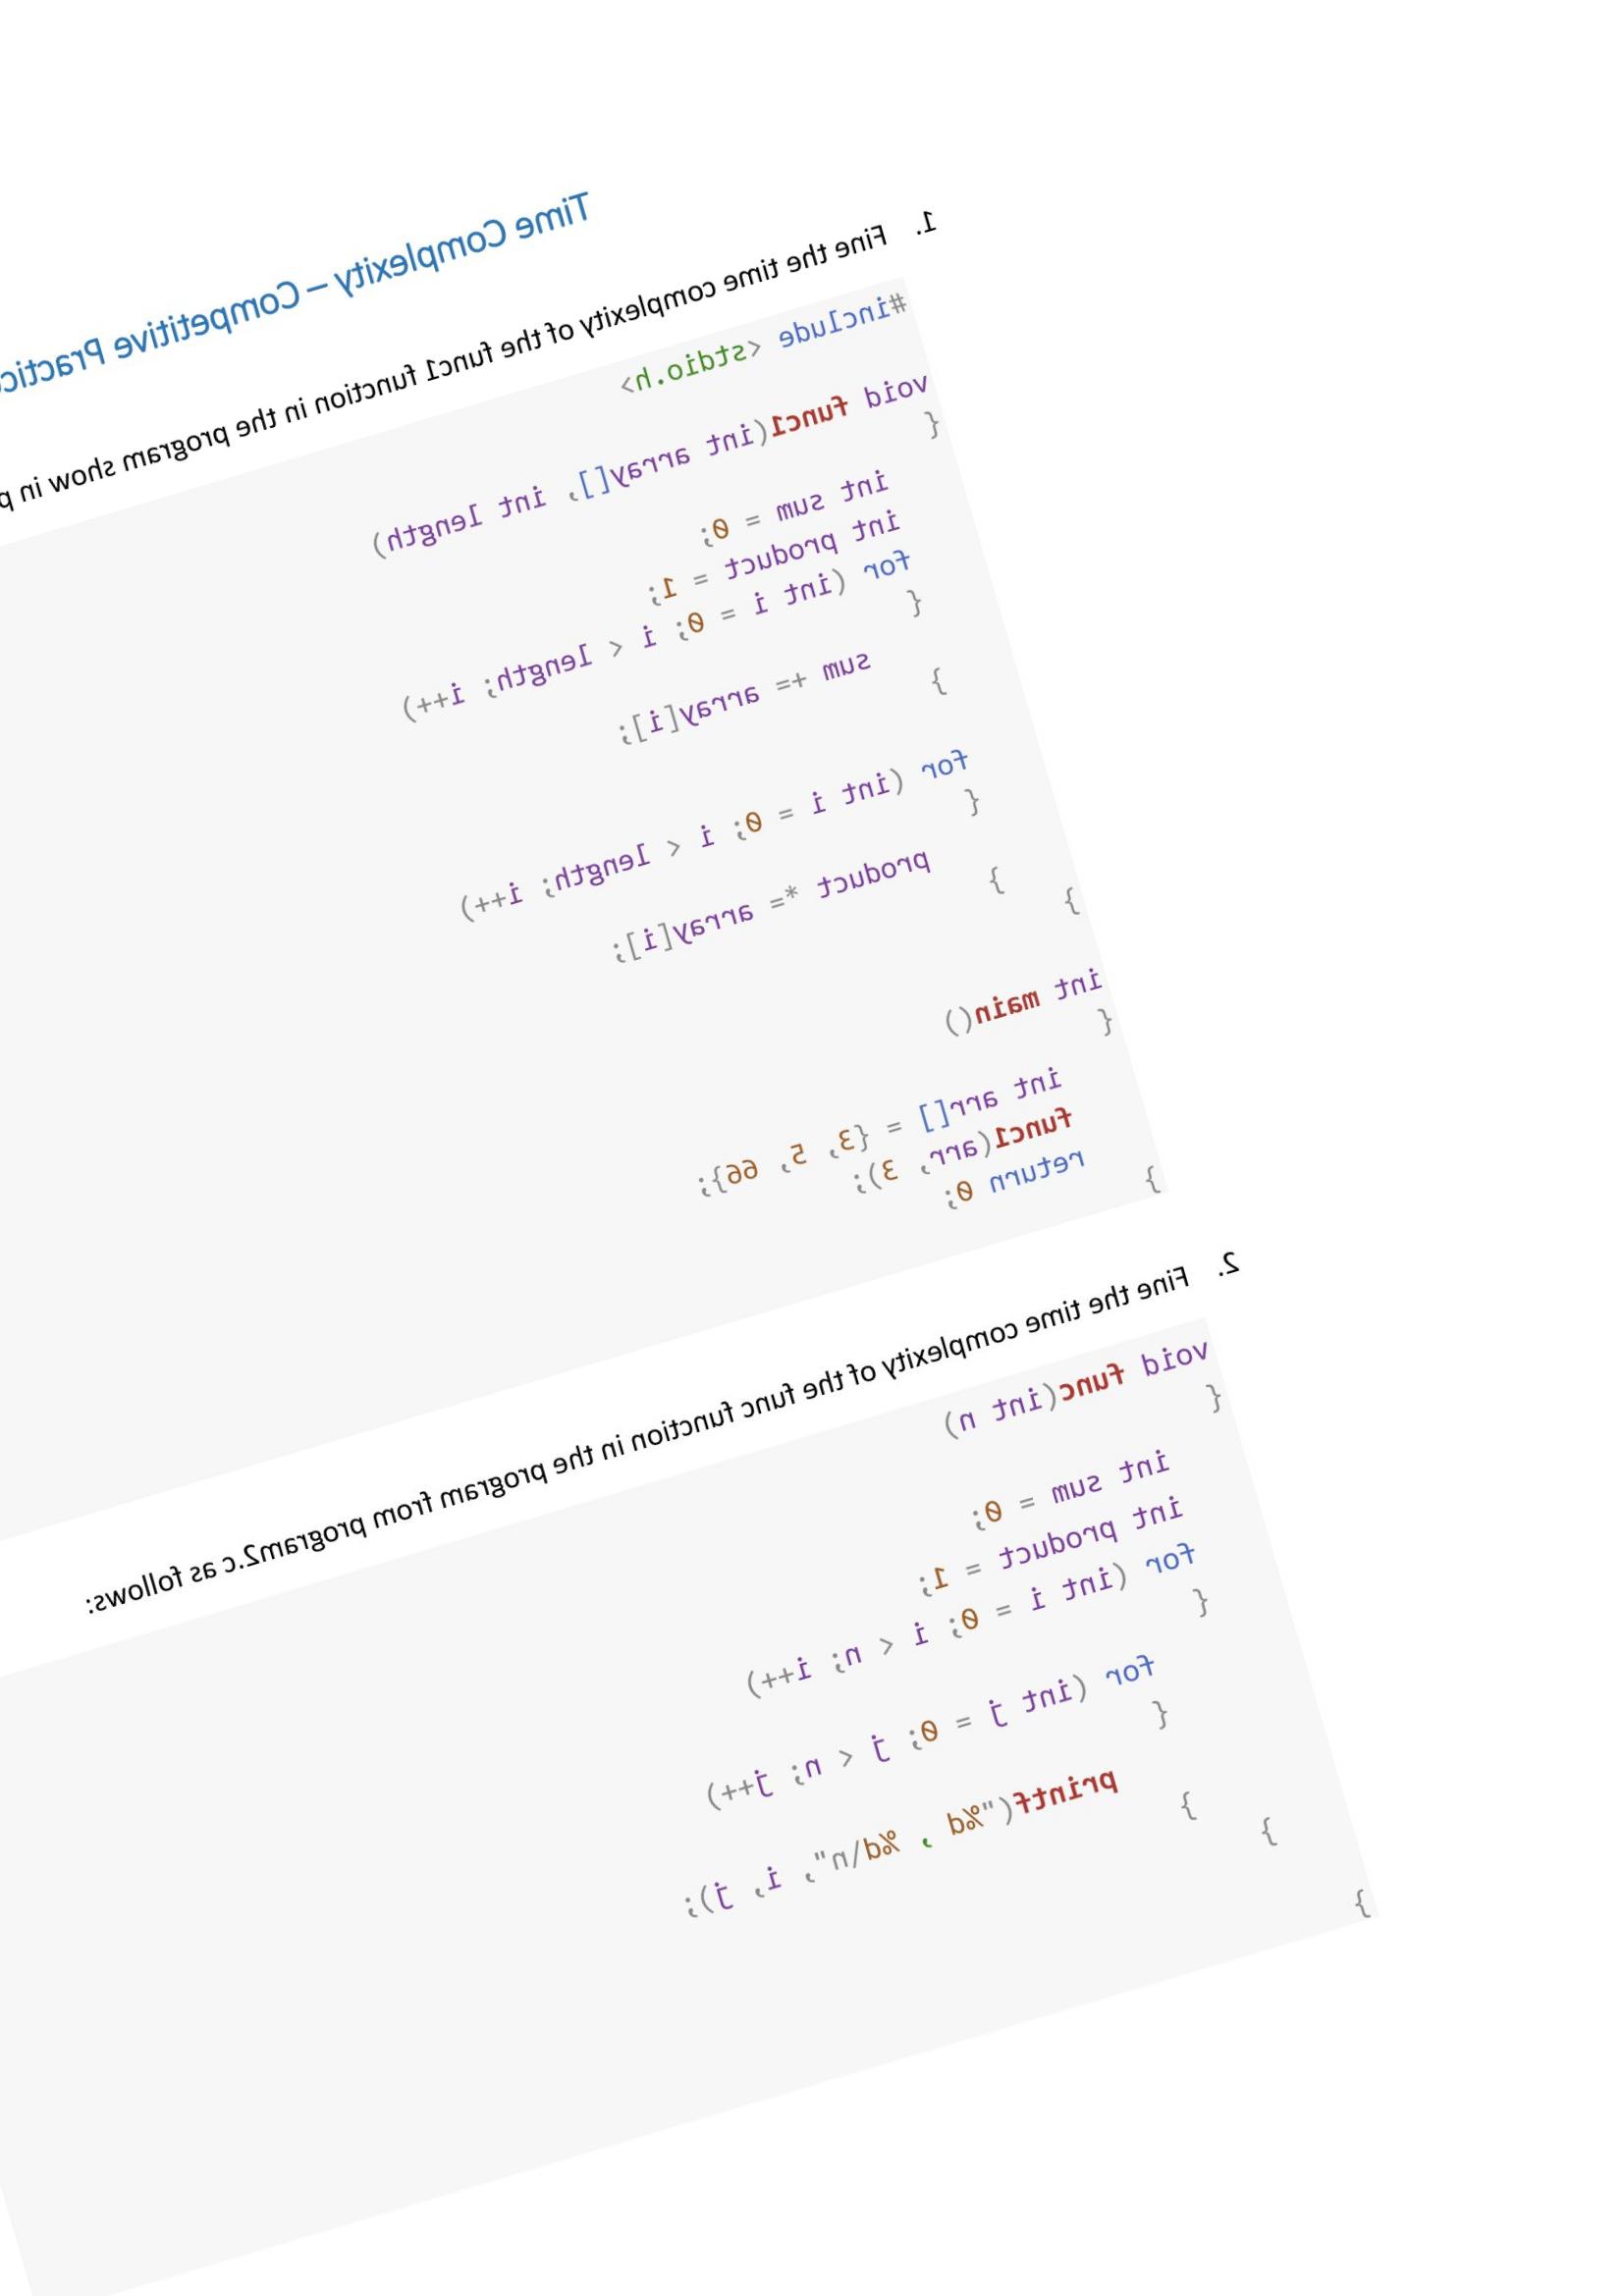 Time Complexity – Competitive Practice
1. Fine the time complexity of the func1 function in the program show in
#include <stdio.h>
void func1(int array[], int length)
{
int sum = 0;
int product = 1;
for (int i = 0; i < length; i++)
{
sum += array[i];
}
for (int i = 0; i < length; i++)
{
product *= array[i];
}
}
int main()
{
int arr[] = {3, 5, 66};
func1(arr, 3);
return 0;
}
2. Fine the time complexity of the func function in the program from program2.c as follows:
void func(int n)
{
int sum = 0;
int product = 1;
for (int i = 0; i < n; i++)
{
for (int j = 0; j < n; j++)
{
printf("%d , %d/n", i, j);
}
}
}